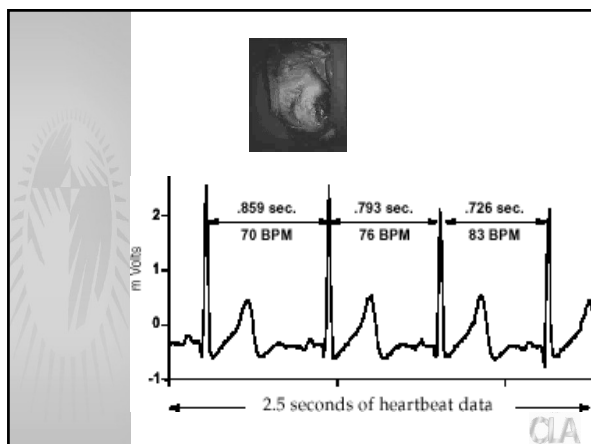 .859 sec. .793 sec. .726 sec.
70 BPM 76 BPM 83 BPM
2
1
0
-1
m Volts
2.5 seconds of heartbeat data
CLA